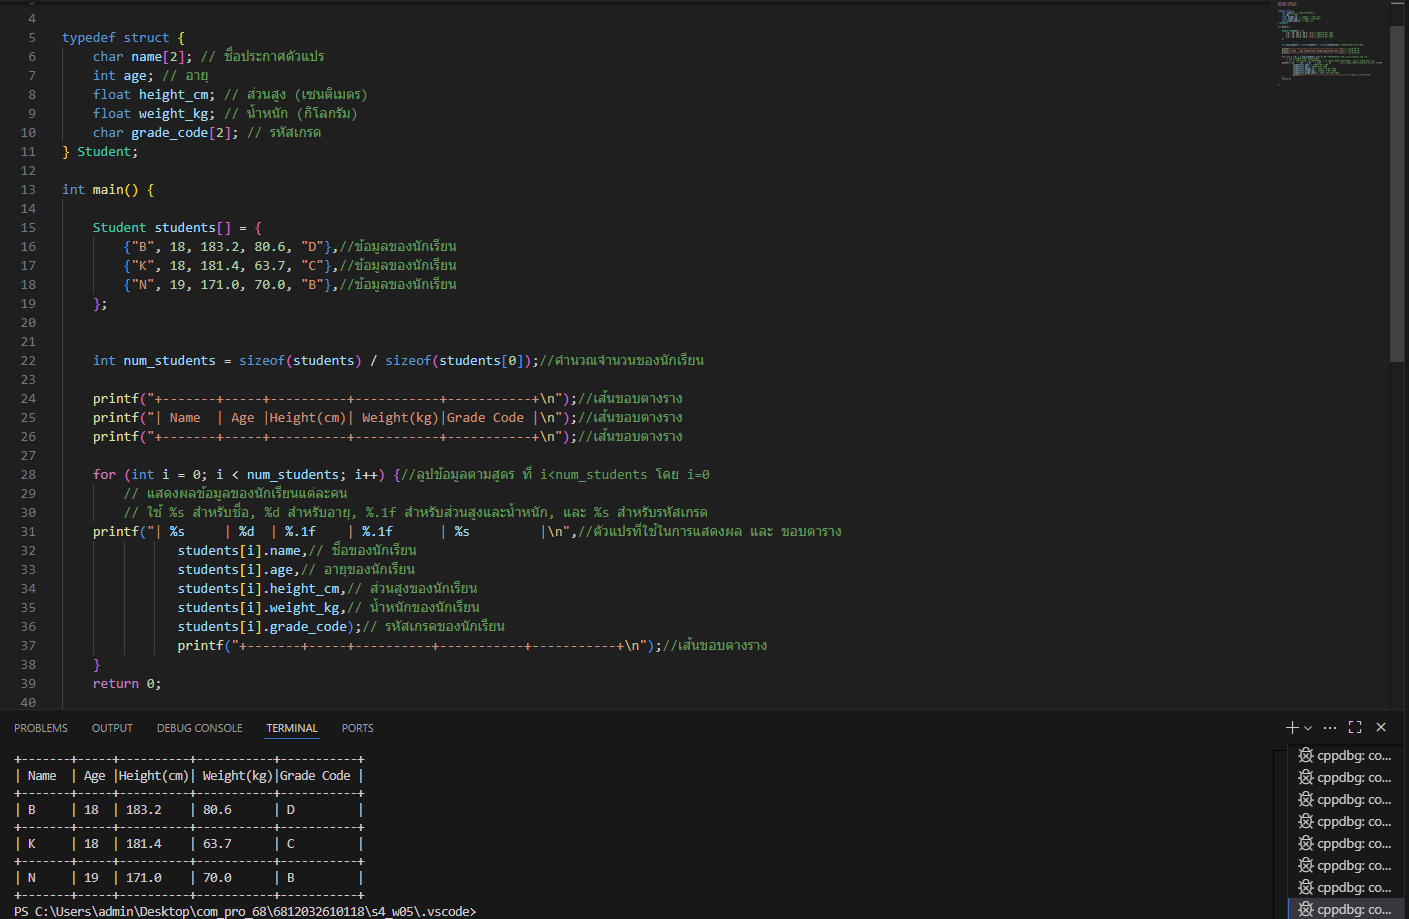 4
5 typedef struct {
6 char name[2]; // ชื่อประกาศตัวแปร
7 int age; // อายุ
8 float height_cm; // ส่วนสูง (เซนติเมตร)
9 float weight_kg; // น้ำหนัก (กิโลกรัม)
10 char grade_code[2]; // รหัสเกรด
11 } Student;
12
13 int main() {
14
15 Student students[] = {
16 {"B", 18, 183.2, 80.6, "D"},//ข้อมูลของนักเรียน
17 {"K", 18, 181.4, 63.7, "C"},//ข้อมูลของนักเรียน
18 {"N", 19, 171.0, 70.0, "B"},//ข้อมูลของนักเรียน
19 };
20
21
22 int num_students = sizeof(students) / sizeof(students[0]);//คำนวณจำนวนของนักเรียน
23
24 printf("+-------+-----+----------+-----------+-----------+\n");//เส้นขอบตางราง
25 printf("| Name  | Age |Height(cm)| Weight(kg)|Grade Code |\n");//เส้นขอบตางราง
26 printf("+-------+-----+----------+-----------+-----------+\n");//เส้นขอบตางราง
27
28 for (int i = 0; i < num_students; i++) {//ลูปข้อมูลตามสูตร ที่ i<num_students โดย i=0
29 // แสดงผลข้อมูลของนักเรียนแต่ละคน
30 // ใช้ %s สำหรับชื่อ, %d สำหรับอายุ, %.1f สำหรับส่วนสูงและน้ำหนัก, และ %s สำหรับรหัสเกรด
31 printf("| %s     | %d  | %.1f    | %.1f      | %s         |\n",//ตัวแปรที่ใช้ในการแสดงผล และ ขอบตาราง
32 students[i].name,// ชื่อของนักเรียน
33 students[i].age,// อายุของนักเรียน
34 students[i].height_cm,// ส่วนสูงของนักเรียน
35 students[i].weight_kg,// น้ำหนักของนักเรียน
36 students[i].grade_code);// รหัสเกรดของนักเรียน
37 printf("+-------+-----+----------+-----------+-----------+\n");//เส้นขอบตางราง
38 }
39 return 0;
40
PROBLEMS OUTPUT DEBUG CONSOLE TERMINAL PORTS
+-------+-----+----------+-----------+-----------+
| Name  | Age |Height(cm)| Weight(kg)|Grade Code |
+-------+-----+----------+-----------+-----------+
| B     | 18  | 183.2    | 80.6      | D         |
+-------+-----+----------+-----------+-----------+
| K     | 18  | 181.4    | 63.7      | C         |
+-------+-----+----------+-----------+-----------+
| N     | 19  | 171.0    | 70.0      | B         |
+-------+-----+----------+-----------+-----------+
PS C:\Users\admin\Desktop\com_pro_68\6812032610118\s4_w05\.vscode>
cppdbg: co...
cppdbg: co...
cppdbg: co...
cppdbg: co...
cppdbg: co...
cppdbg: co...
cppdbg: co...
cppdbg: co...